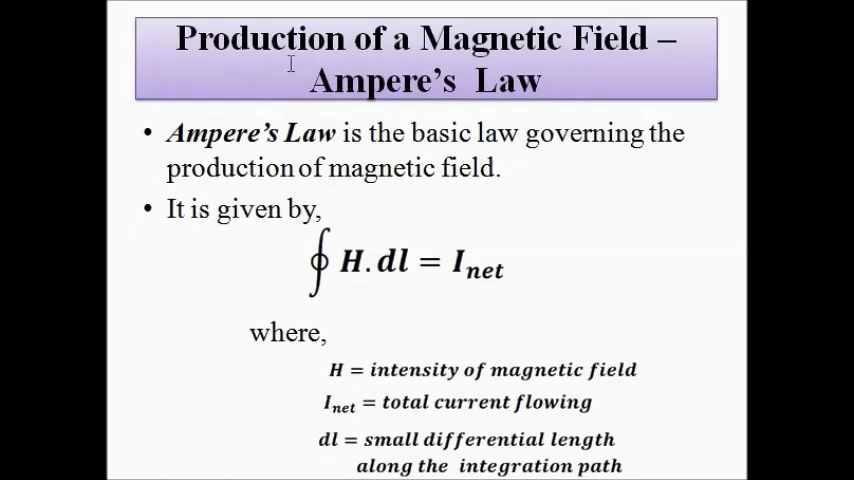 Production of a Magnetic Field –
Ampere's Law
• Ampere's Law is the basic law governing the
production of magnetic field.
• It is given by,
∮ H.dl = I_net
where,
H = intensity of magnetic field
I_net = total current flowing
dl = small differential length
along the integration path